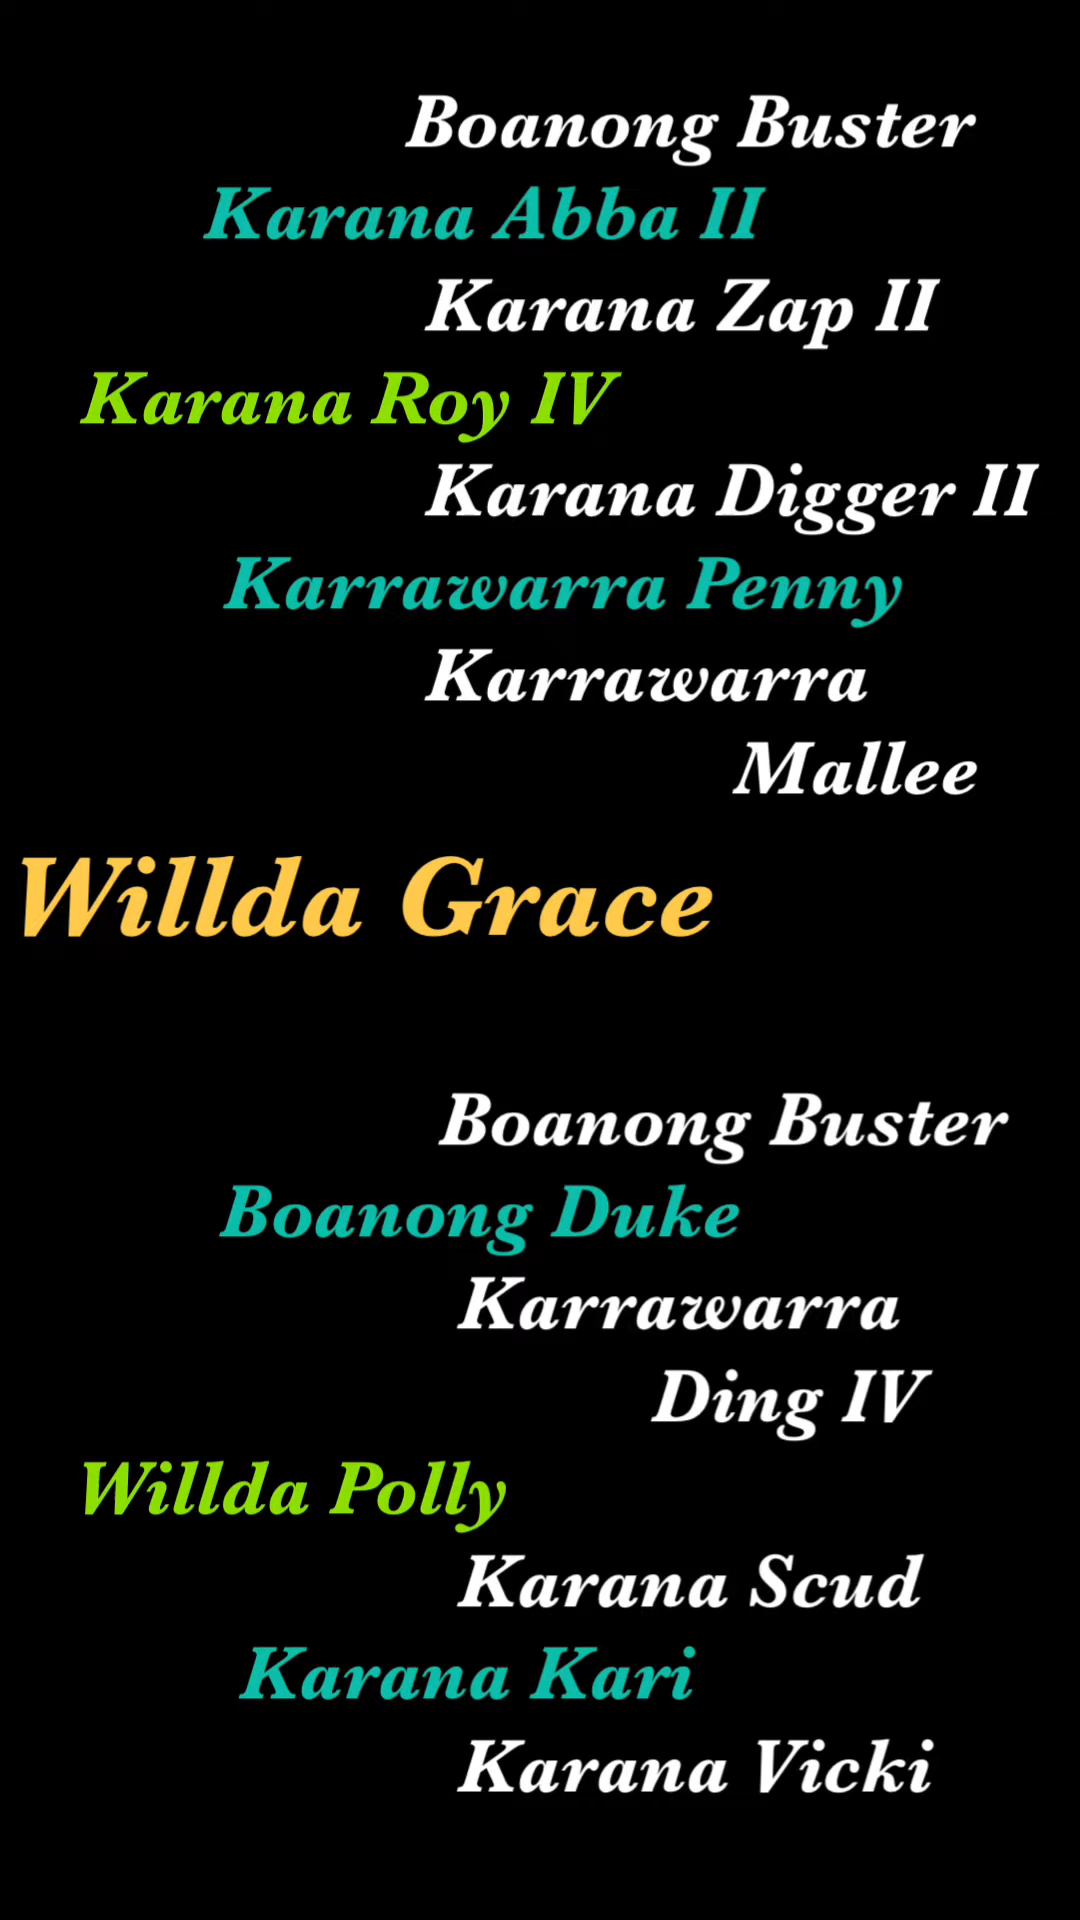 Boanong Buster
Karana Abba II
Karana Zap II
Karana Roy IV
Karana Digger II
Karrawarra Penny
Karrawarra
Mallee
Willda Grace
Boanong Buster
Boanong Duke
Karrawarra
Ding IV
Willda Polly
Karana Scud
Karana Kari
Karana Vicki